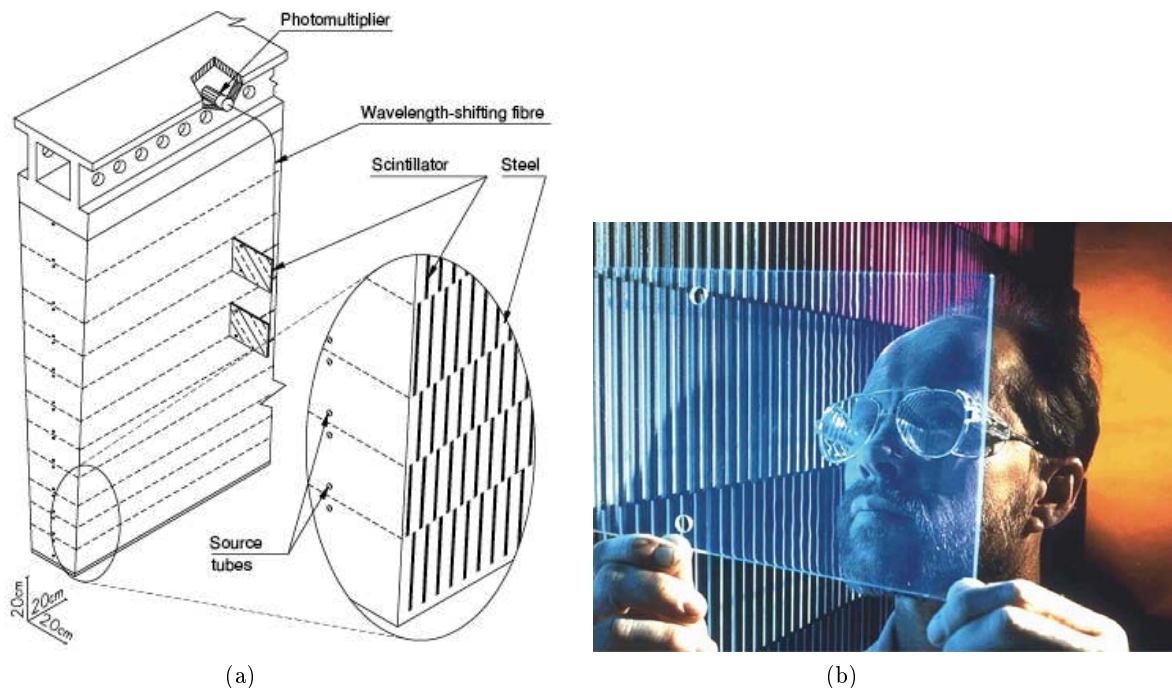 Photomultiplier
Wavelength-shifting fibre
Scintillator Steel
Source
tubes
20cm
20cm
20cm
(a) (b)